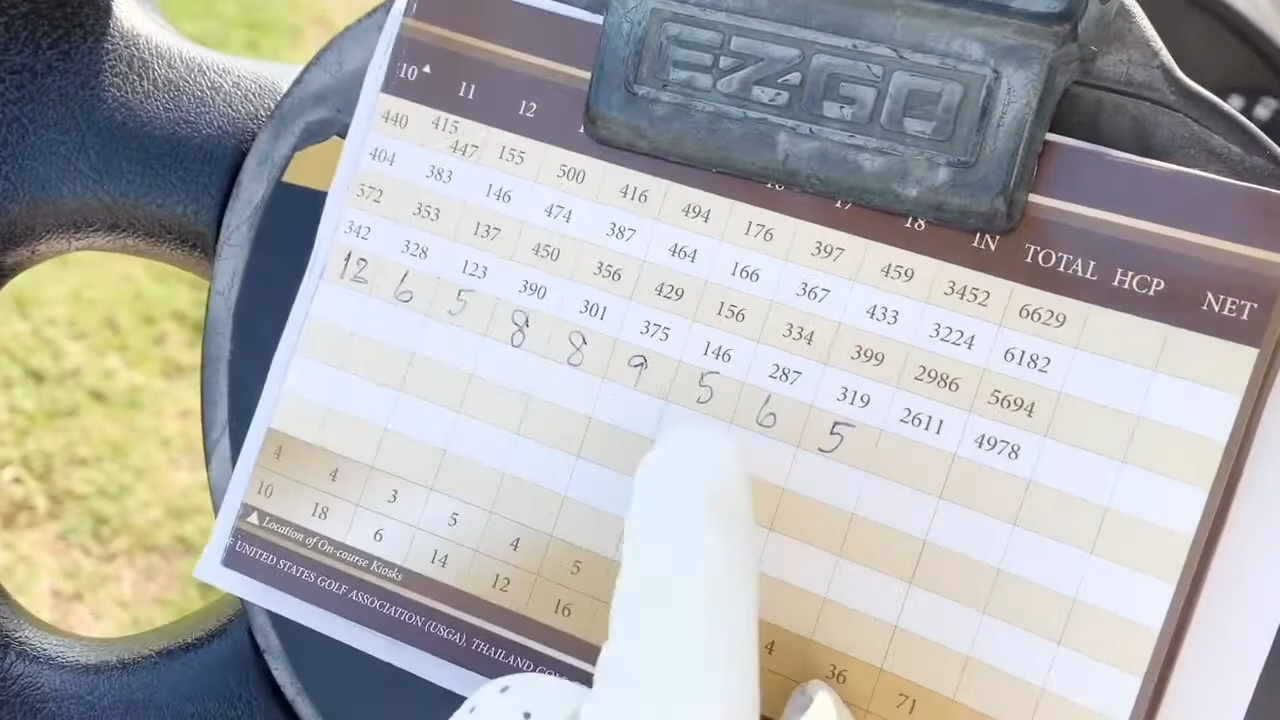 EZGO
10 11 12 18 IN TOTAL HCP NET
440 415 447 155 500 416 494 176 397 459 3452 6629
404 383 146 474 387 464 166 367 433 3224 6182
372 353 137 450 356 429 156 334 399 2986 5694
342 328 123 390 301 375 146 287 319 2611 4978
12 6 5 8 8 9 5 6 5
4 4 3 5 4 5 4 36 71
10 18 6 14 12 16
Location of On-course Kiosks
UNITED STATES GOLF ASSOCIATION (USGA), THAILAND